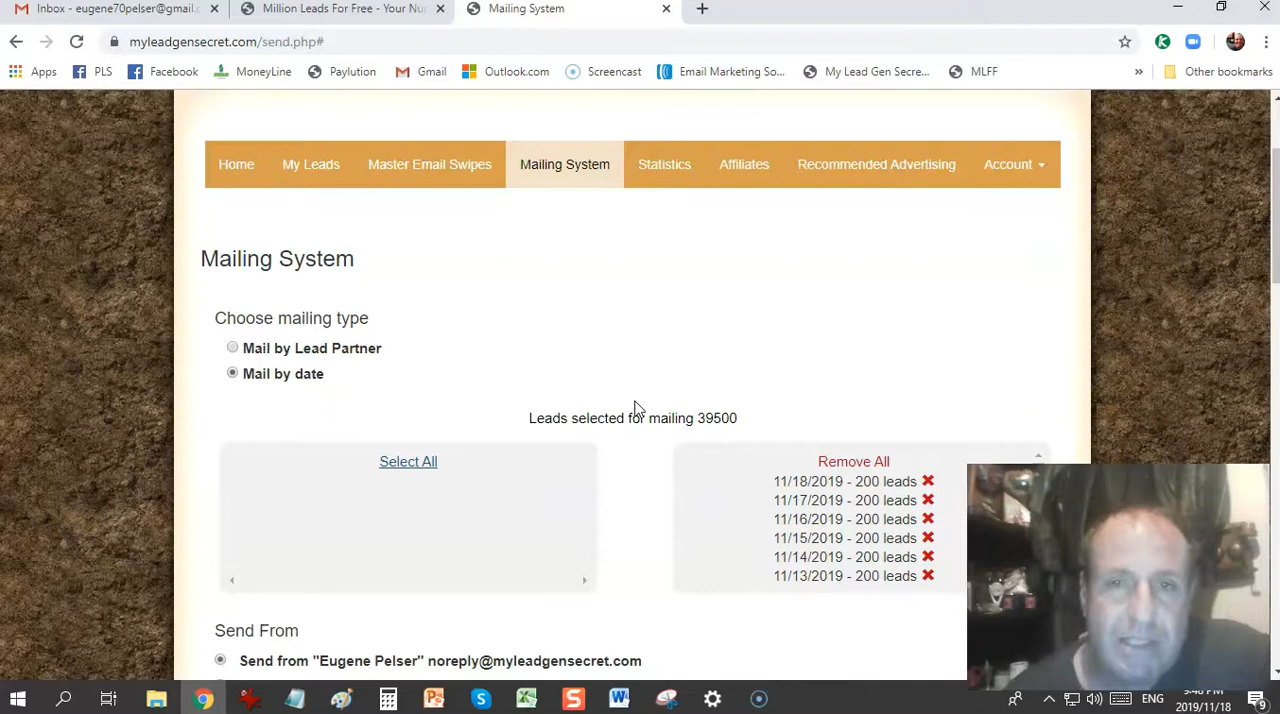 Inbox - eugene70pelser@gmail.c
Million Leads For Free - Your Nu
Mailing System
myleadgensecret.com/send.php#
Apps
PLS
Facebook
MoneyLine
Paylution
Gmail
Outlook.com
Screencast
Email Marketing So...
My Lead Gen Secre...
MLFF
»
Other bookmarks
Home
My Leads
Master Email Swipes
Mailing System
Statistics
Affiliates
Recommended Advertising
Account
Mailing System
Choose mailing type
Mail by Lead Partner
Mail by date
Leads selected for mailing 39500
Select All
Remove All
11/18/2019 - 200 leads
11/17/2019 - 200 leads
11/16/2019 - 200 leads
11/15/2019 - 200 leads
11/14/2019 - 200 leads
11/13/2019 - 200 leads
Send From
Send from "Eugene Pelser" noreply@myleadgensecret.com
ENG
9:48 PM
2019/11/18